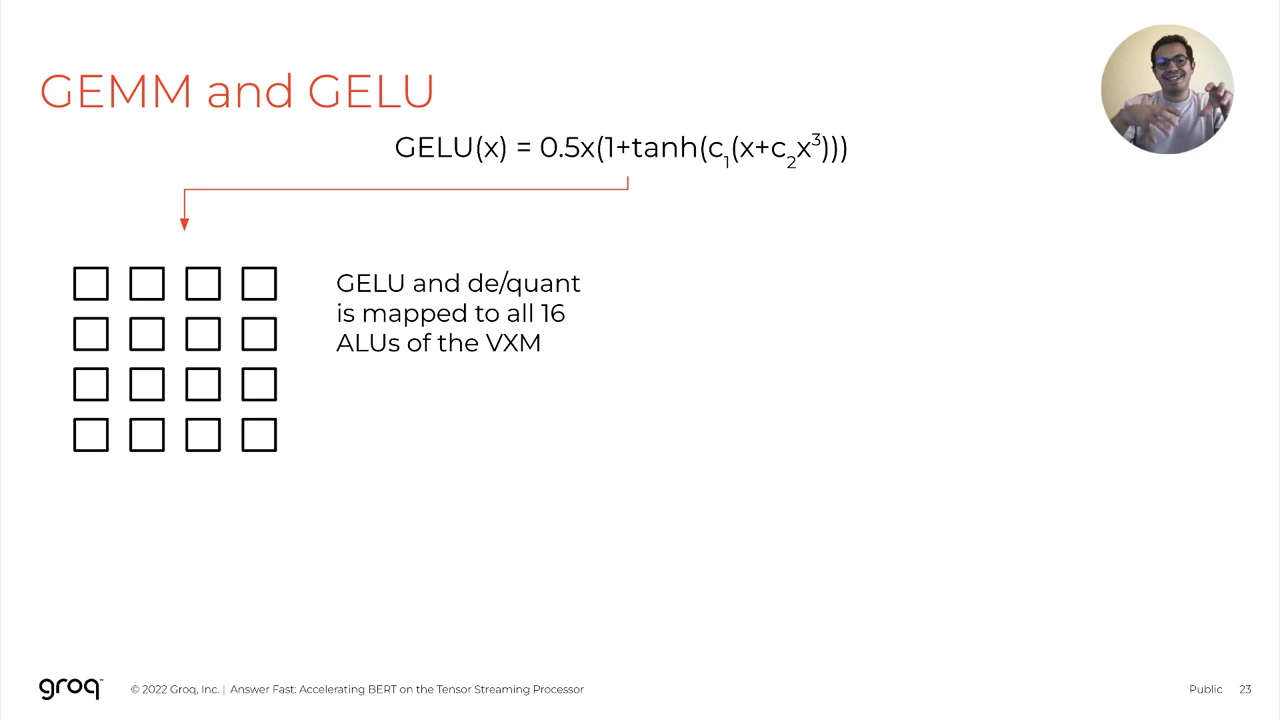 GEMM and GELU
GELU(x) = 0.5x(1+tanh(c₁(x+c₂x³)))
GELU and de/quant
is mapped to all 16
ALUs of the VXM
groq™
© 2022 Groq, Inc. | Answer Fast: Accelerating BERT on the Tensor Streaming Processor
Public 23